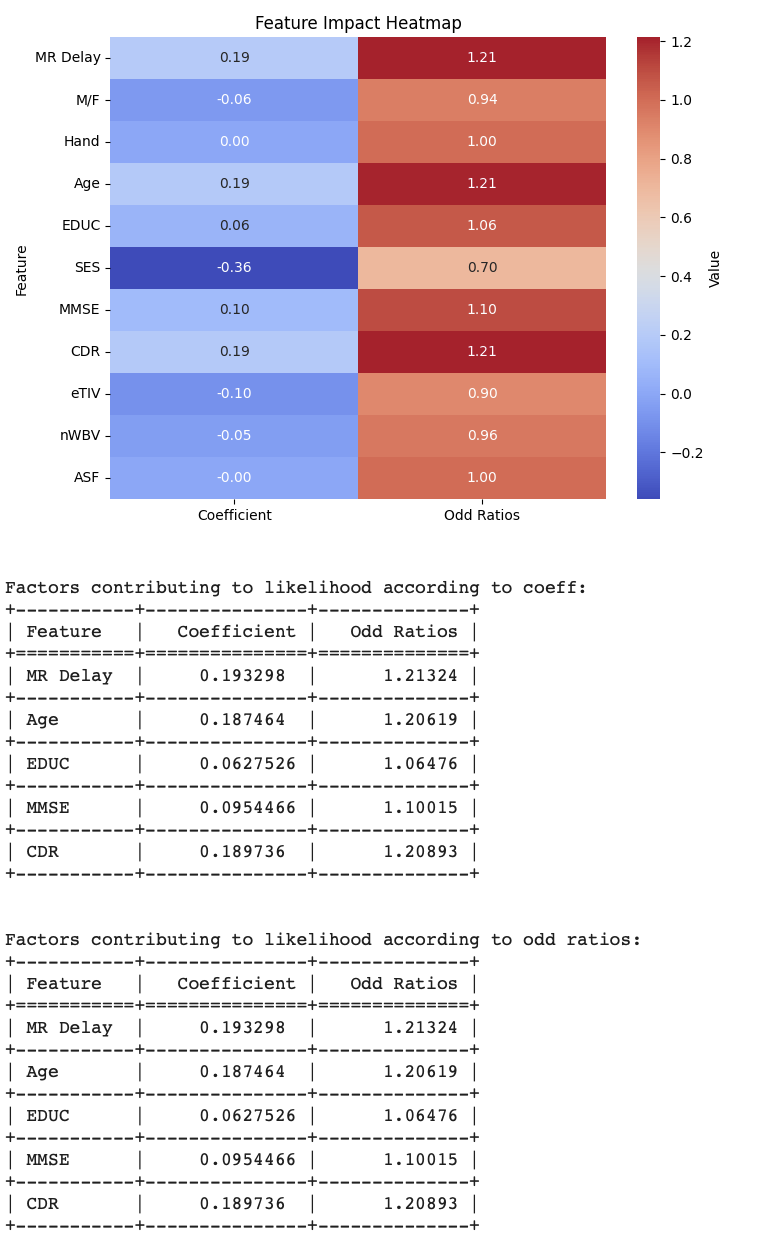 Feature Impact Heatmap
MR Delay 0.19 1.21
M/F -0.06 0.94
Hand 0.00 1.00
Age 0.19 1.21
EDUC 0.06 1.06
SES -0.36 0.70
MMSE 0.10 1.10
CDR 0.19 1.21
eTIV -0.10 0.90
nWBV -0.05 0.96
ASF -0.00 1.00
Coefficient Odd Ratios
Feature
1.2
1.0
0.8
0.6
0.4
0.2
0.0
−0.2
Value
Factors contributing to likelihood according to coeff:
+-----------+---------------+--------------+
| Feature   |   Coefficient |   Odd Ratios |
+===========+===============+==============+
| MR Delay  |     0.193298  |      1.21324 |
+-----------+---------------+--------------+
| Age       |     0.187464  |      1.20619 |
+-----------+---------------+--------------+
| EDUC      |     0.0627526 |      1.06476 |
+-----------+---------------+--------------+
| MMSE      |     0.0954466 |      1.10015 |
+-----------+---------------+--------------+
| CDR       |     0.189736  |      1.20893 |
+-----------+---------------+--------------+
Factors contributing to likelihood according to odd ratios:
+-----------+---------------+--------------+
| Feature   |   Coefficient |   Odd Ratios |
+===========+===============+==============+
| MR Delay  |     0.193298  |      1.21324 |
+-----------+---------------+--------------+
| Age       |     0.187464  |      1.20619 |
+-----------+---------------+--------------+
| EDUC      |     0.0627526 |      1.06476 |
+-----------+---------------+--------------+
| MMSE      |     0.0954466 |      1.10015 |
+-----------+---------------+--------------+
| CDR       |     0.189736  |      1.20893 |
+-----------+---------------+--------------+